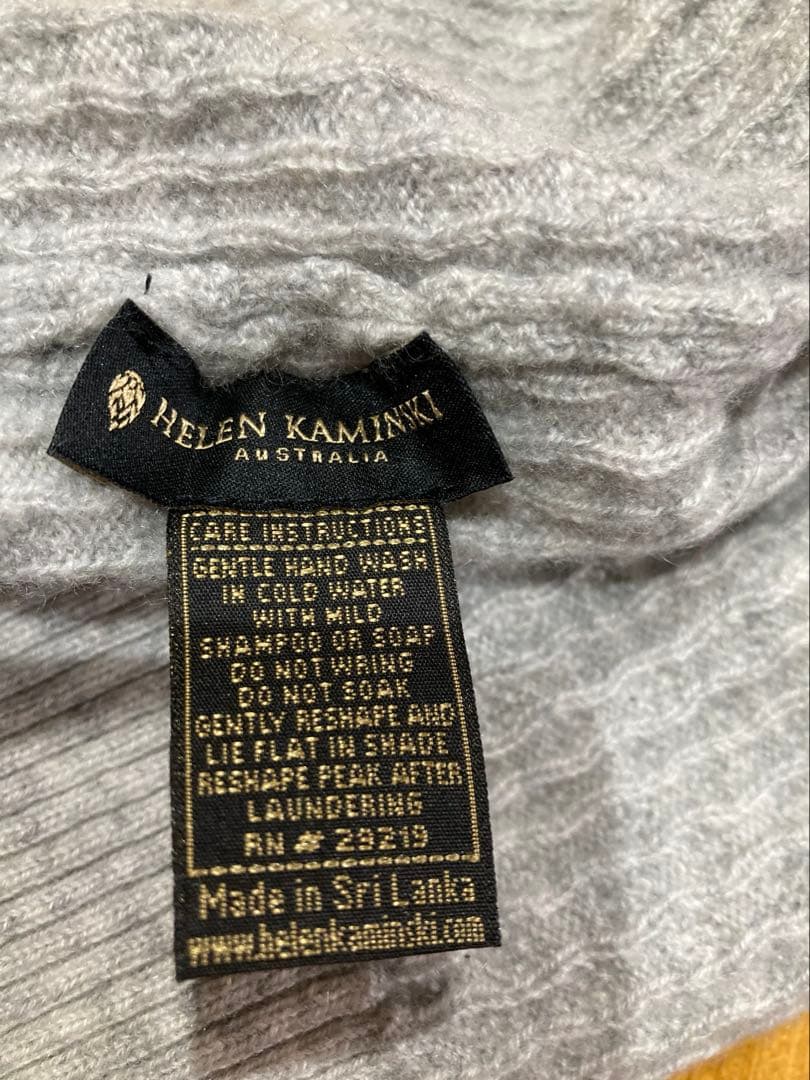 HELEN KAMINSKI
AUSTRALIA
CARE INSTRUCTIONS
GENTLE HAND WASH
IN COLD WATER
WITH MILD
SHAMPOO OR SOAP
DO NOT WRING
DO NOT SOAK
GENTLY RESHAPE AND
LIE FLAT IN SHADE
RESHAPE PEAK AFTER
LAUNDERING
RN # 29219
Made in Sri Lanka
www.helenkaminski.com